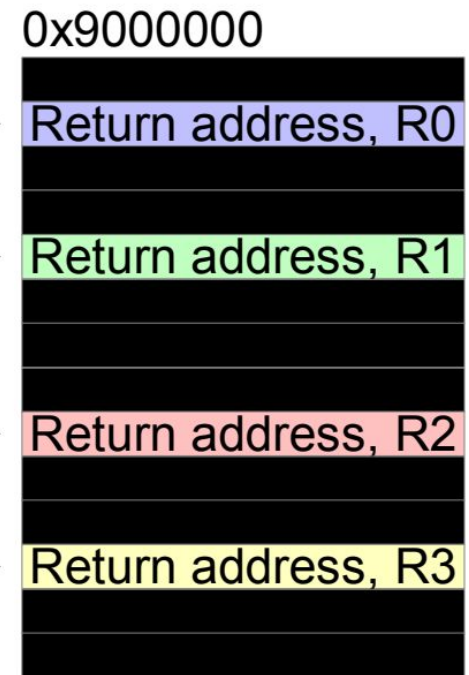 0x9000000
Return address, R0
Return address, R1
Return address, R2
Return address, R3